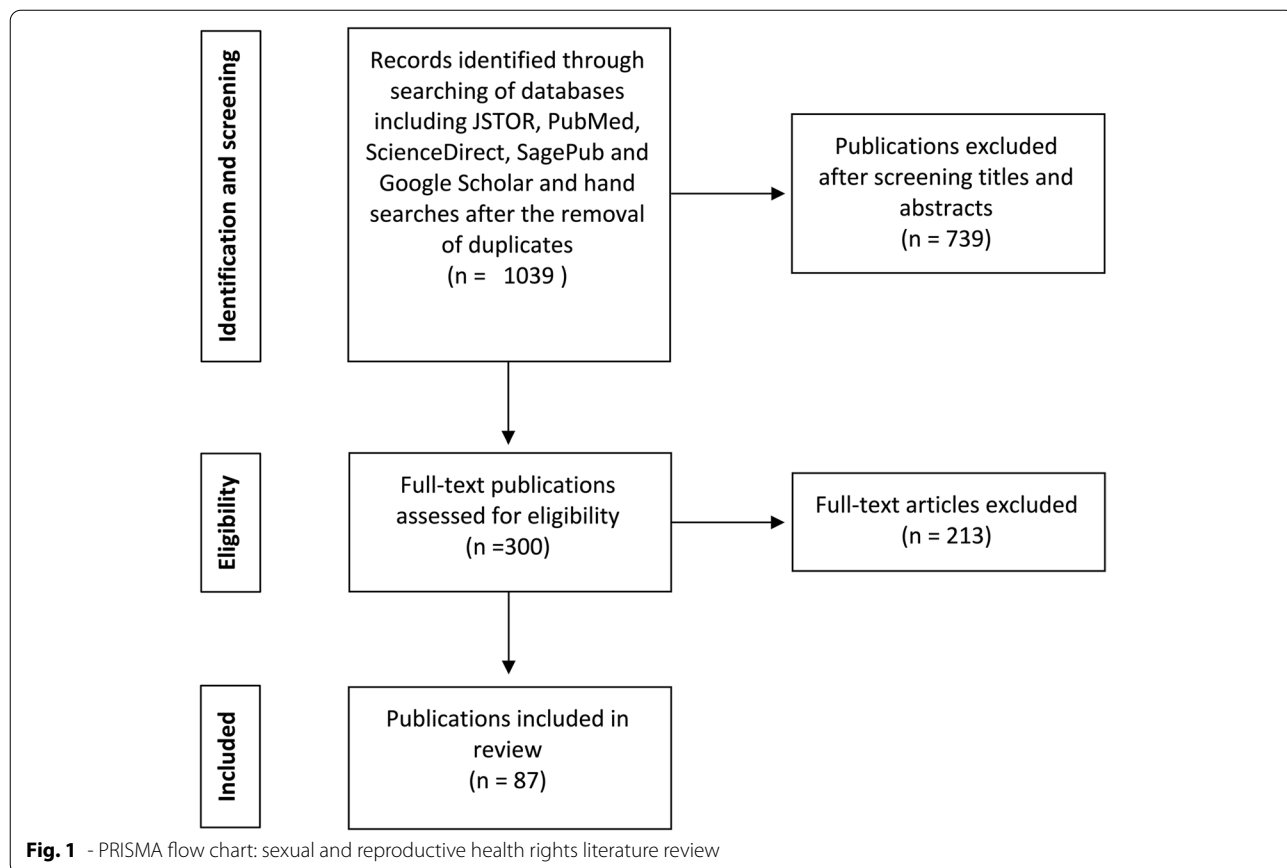 Identification and screening
Records identified through
searching of databases
including JSTOR, PubMed,
ScienceDirect, SagePub and
Google Scholar and hand
searches after the removal
of duplicates
(n =   1039 )
Publications excluded
after screening titles and
abstracts
(n = 739)
Eligibility
Full-text publications
assessed for eligibility
(n =300)
Full-text articles excluded
(n = 213)
Included
Publications included in
review
(n = 87)
Fig. 1 - PRISMA flow chart: sexual and reproductive health rights literature review